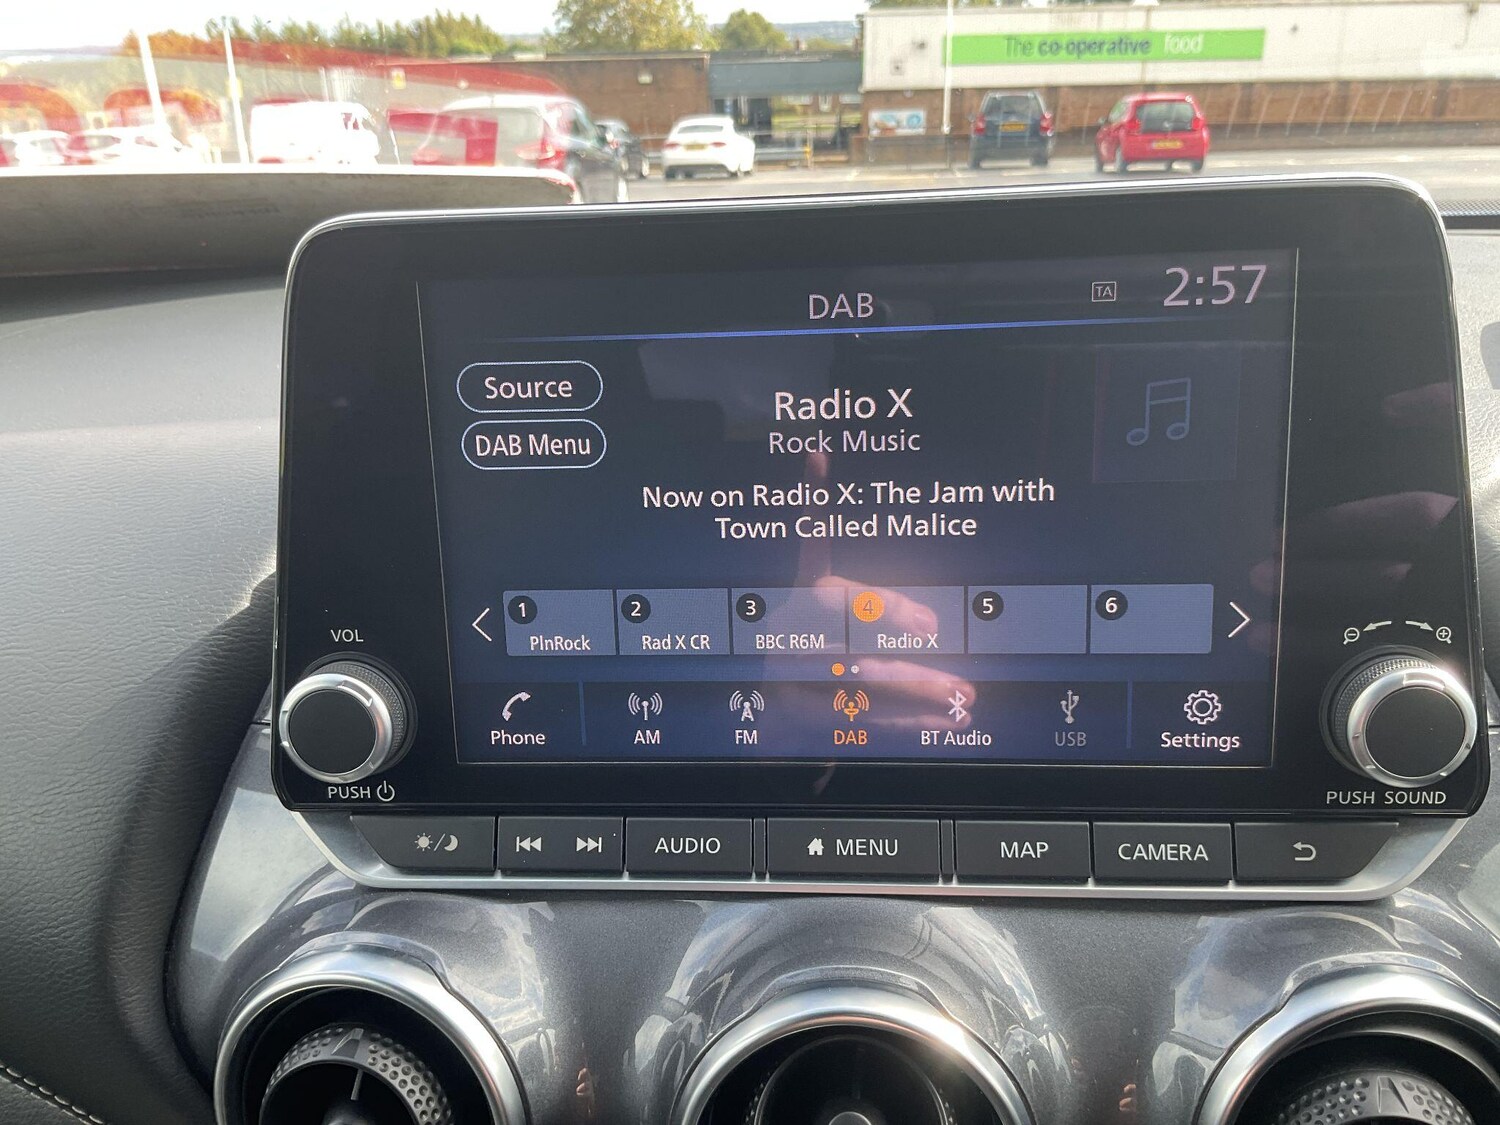 The co-operative food
DAB
TA
2:57
Source
DAB Menu
Radio X
Rock Music
Now on Radio X: The Jam with
Town Called Malice
1
PlnRock
2
Rad X CR
3
BBC R6M
4
Radio X
5
6
Phone
AM
FM
DAB
BT Audio
USB
Settings
VOL
PUSH
PUSH SOUND
AUDIO
MENU
MAP
CAMERA